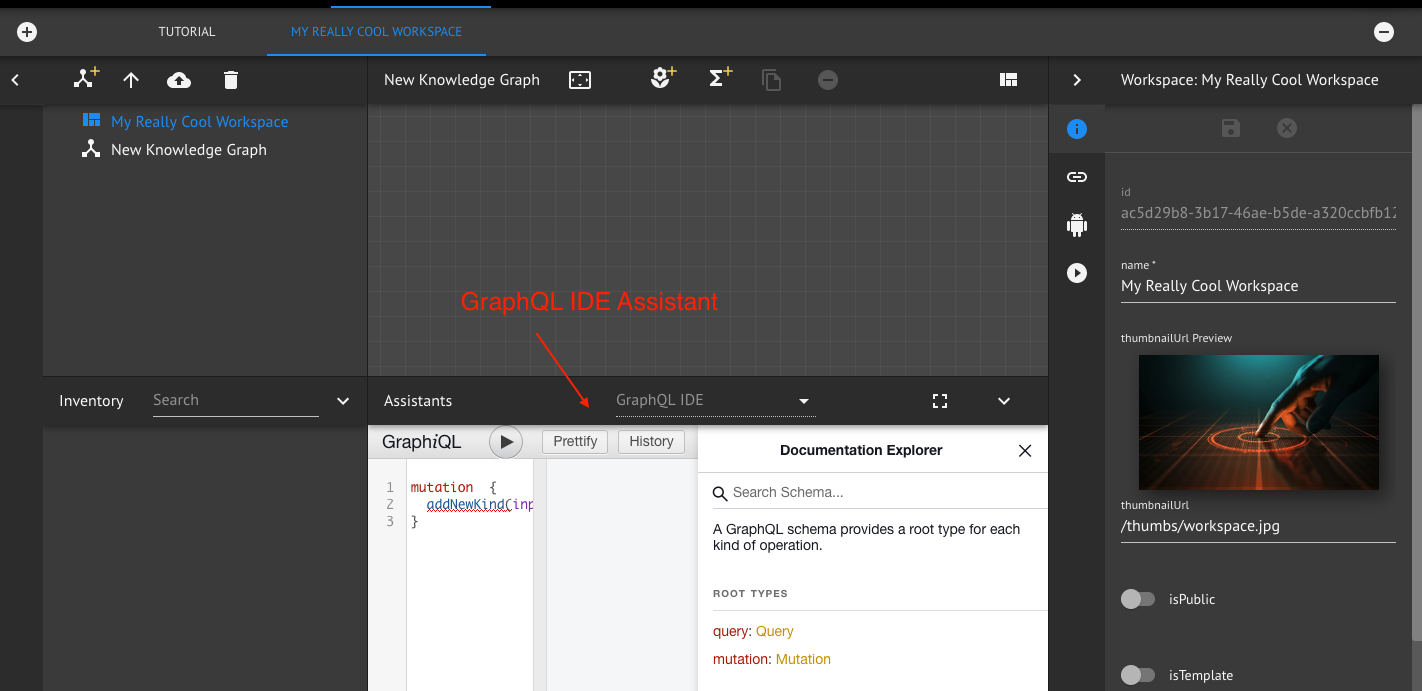 TUTORIAL
MY REALLY COOL WORKSPACE
New Knowledge Graph
Workspace: My Really Cool Workspace
My Really Cool Workspace
New Knowledge Graph
GraphQL IDE Assistant
Inventory
Search
Assistants
GraphQL IDE
GraphiQL
Prettify
History
1 mutation {
2 addNewKind(inp
3 }
Documentation Explorer
Search Schema...
A GraphQL schema provides a root type for each
kind of operation.
ROOT TYPES
query: Query
mutation: Mutation
id
ac5d29b8-3b17-46ae-b5de-a320ccbfb12
name *
My Really Cool Workspace
thumbnailUrl Preview
thumbnailUrl
/thumbs/workspace.jpg
isPublic
isTemplate